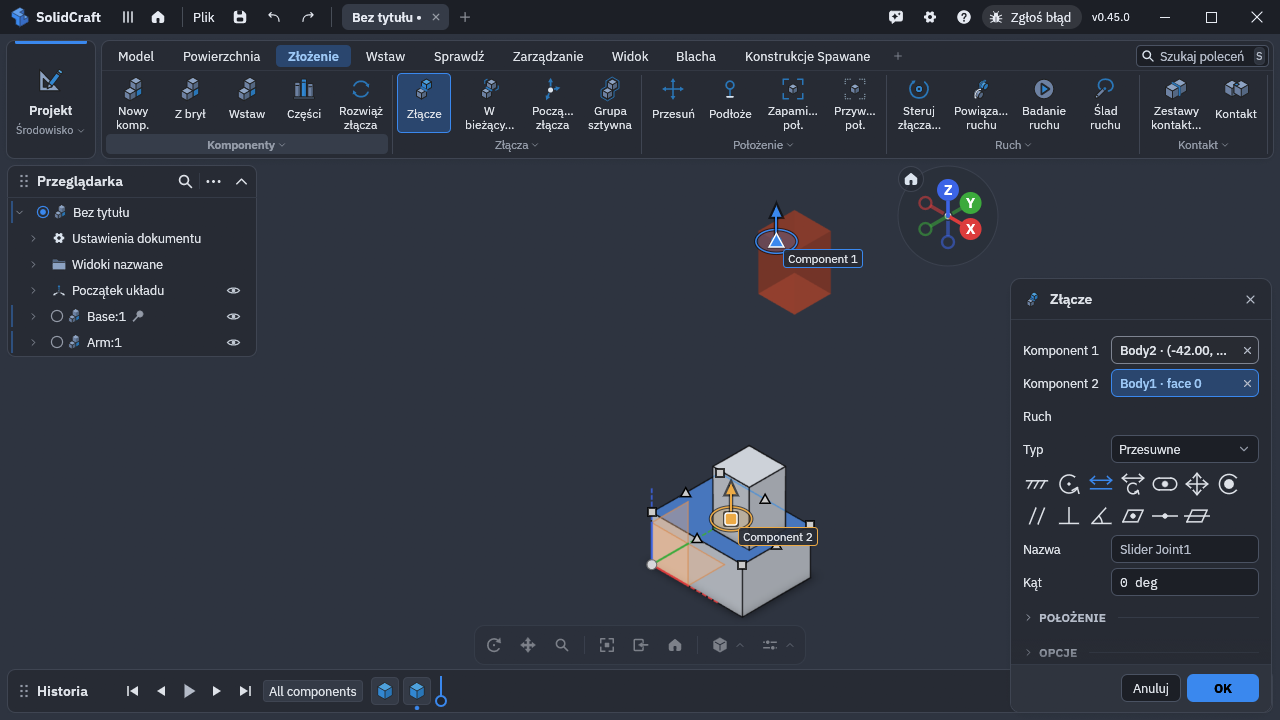 SolidCraft
Plik
Bez tytułu •
Zgłoś błąd
v0.45.0
Projekt
Środowisko
Model
Powierzchnia
Złożenie
Wstaw
Sprawdź
Zarządzanie
Widok
Blacha
Konstrukcje Spawane
Szukaj poleceń
S
Nowy komp.
Z brył
Wstaw
Części
Rozwiąż złącza
Komponenty
Złącze
W bieżący...
Począ... złącza
Grupa sztywna
Złącza
Przesuń
Podłoże
Zapami... poł.
Przyw... poł.
Położenie
Steruj złącza...
Powiąza... ruchu
Badanie ruchu
Ślad ruchu
Ruch
Zestawy kontakt...
Kontakt
Kontakt
Przeglądarka
Bez tytułu
Ustawienia dokumentu
Widoki nazwane
Początek układu
Base:1
Arm:1
Z
Y
X
Component 1
Component 2
Złącze
Komponent 1
Body2 · (-42.00, ...
Komponent 2
Body1 · face 0
Ruch
Typ
Przesuwne
Nazwa
Slider Joint1
Kąt
0 deg
POŁOŻENIE
OPCJE
Anuluj
OK
Historia
All components